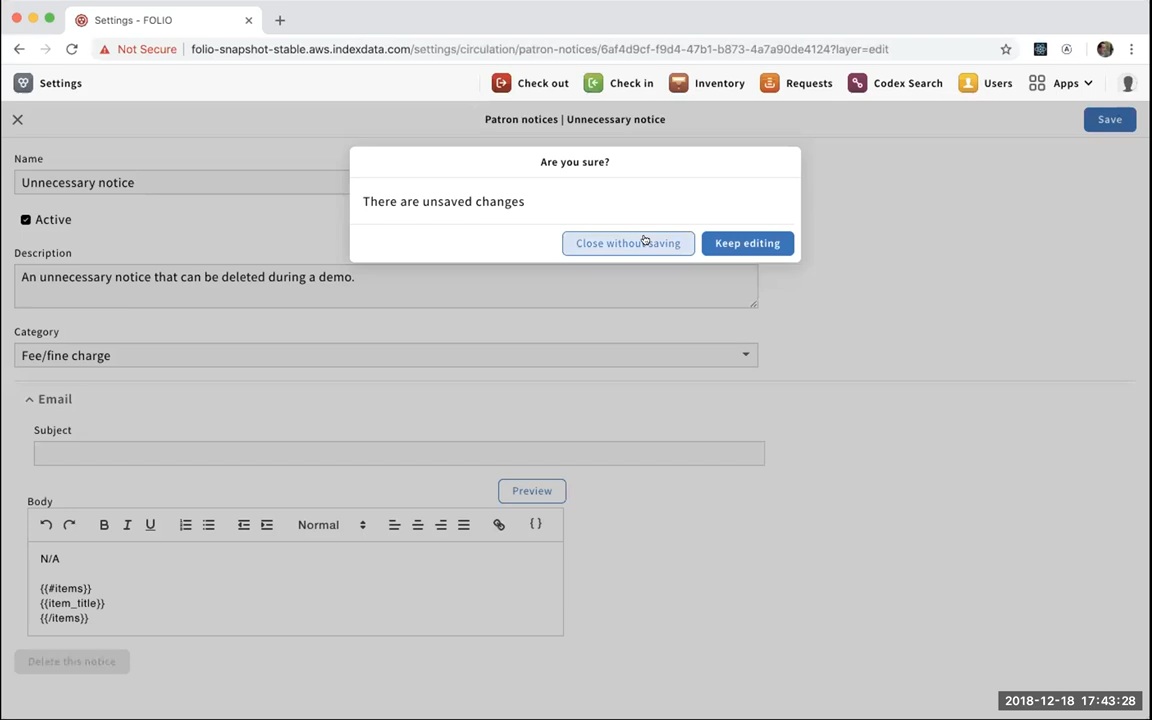 Settings - FOLIO
Not Secure | folio-snapshot-stable.aws.indexdata.com/settings/circulation/patron-notices/6af4d9cf-f9d4-47b1-b873-4a7a90de4124?layer=edit
Settings
Check out
Check in
Inventory
Requests
Codex Search
Users
Apps
Patron notices | Unnecessary notice
Save
Name
Unnecessary notice
Active
Are you sure?
There are unsaved changes
Close without saving
Keep editing
Description
An unnecessary notice that can be deleted during a demo.
Category
Fee/fine charge
Email
Subject
Preview
Body
B I U
Normal
{ }
N/A
{{#items}}
{{item_title}}
{{/items}}
Delete this notice
2018-12-18 17:43:28